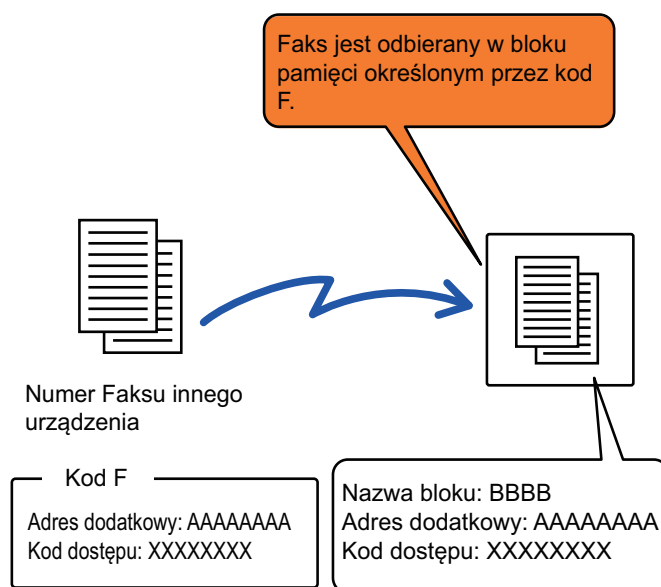 Faks jest odbierany w bloku
pamięci określonym przez kod
F.
Numer Faksu innego
urządzenia
Kod F
Adres dodatkowy: AAAAAAAA
Kod dostępu: XXXXXXXX
Nazwa bloku: BBBB
Adres dodatkowy: AAAAAAAA
Kod dostępu: XXXXXXXX